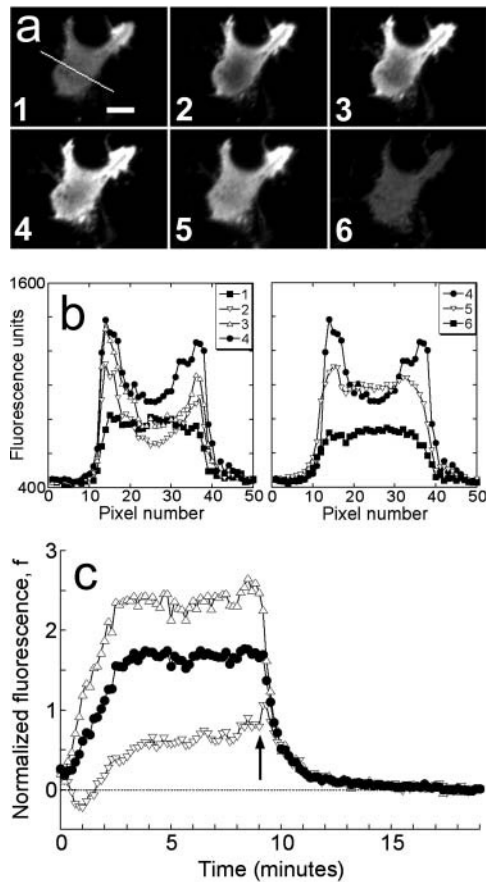 a
1 2 3
4 5 6
b
1600
Fluorescence units
400
0 10 20 30 40 50
Pixel number
1
2
3
4
0 10 20 30 40 50
Pixel number
4
5
6
c
3
2
1
0
Normalized fluorescence, f
0 5 10 15
Time (minutes)